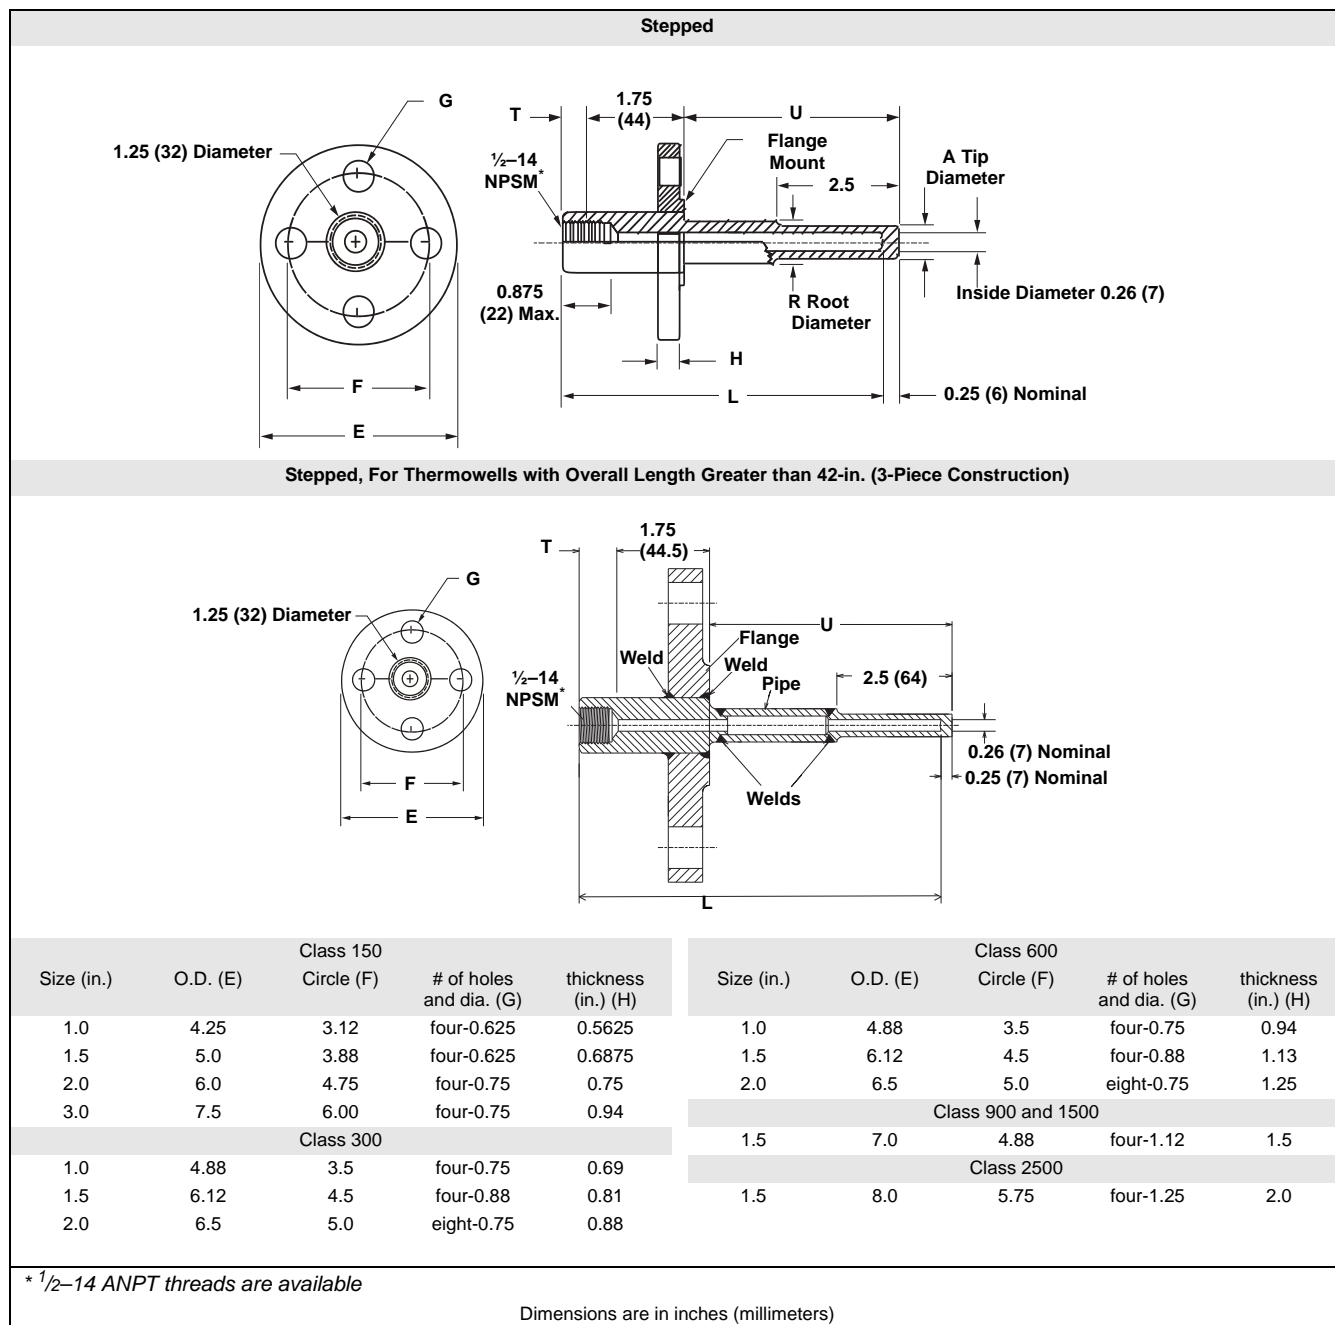 Stepped
G
1.25 (32) Diameter
F
E
T
1.75
(44)
U
½–14
NPSM*
Flange
Mount
2.5
A Tip
Diameter
0.875
(22) Max.
R Root
Diameter
Inside Diameter 0.26 (7)
H
L
0.25 (6) Nominal
Stepped, For Thermowells with Overall Length Greater than 42-in. (3-Piece Construction)
G
1.25 (32) Diameter
F
E
T
1.75
(44.5)
U
½–14
NPSM*
Weld
Flange
Weld
Pipe
2.5 (64)
0.26 (7) Nominal
0.25 (7) Nominal
Welds
L
Class 150
Size (in.) O.D. (E) Circle (F) # of holes and dia. (G) thickness (in.) (H)
1.0 4.25 3.12 four-0.625 0.5625
1.5 5.0 3.88 four-0.625 0.6875
2.0 6.0 4.75 four-0.75 0.75
3.0 7.5 6.00 four-0.75 0.94
Class 300
1.0 4.88 3.5 four-0.75 0.69
1.5 6.12 4.5 four-0.88 0.81
2.0 6.5 5.0 eight-0.75 0.88
Class 600
Size (in.) O.D. (E) Circle (F) # of holes and dia. (G) thickness (in.) (H)
1.0 4.88 3.5 four-0.75 0.94
1.5 6.12 4.5 four-0.88 1.13
2.0 6.5 5.0 eight-0.75 1.25
Class 900 and 1500
1.5 7.0 4.88 four-1.12 1.5
Class 2500
1.5 8.0 5.75 four-1.25 2.0
* 1/2–14 ANPT threads are available
Dimensions are in inches (millimeters)